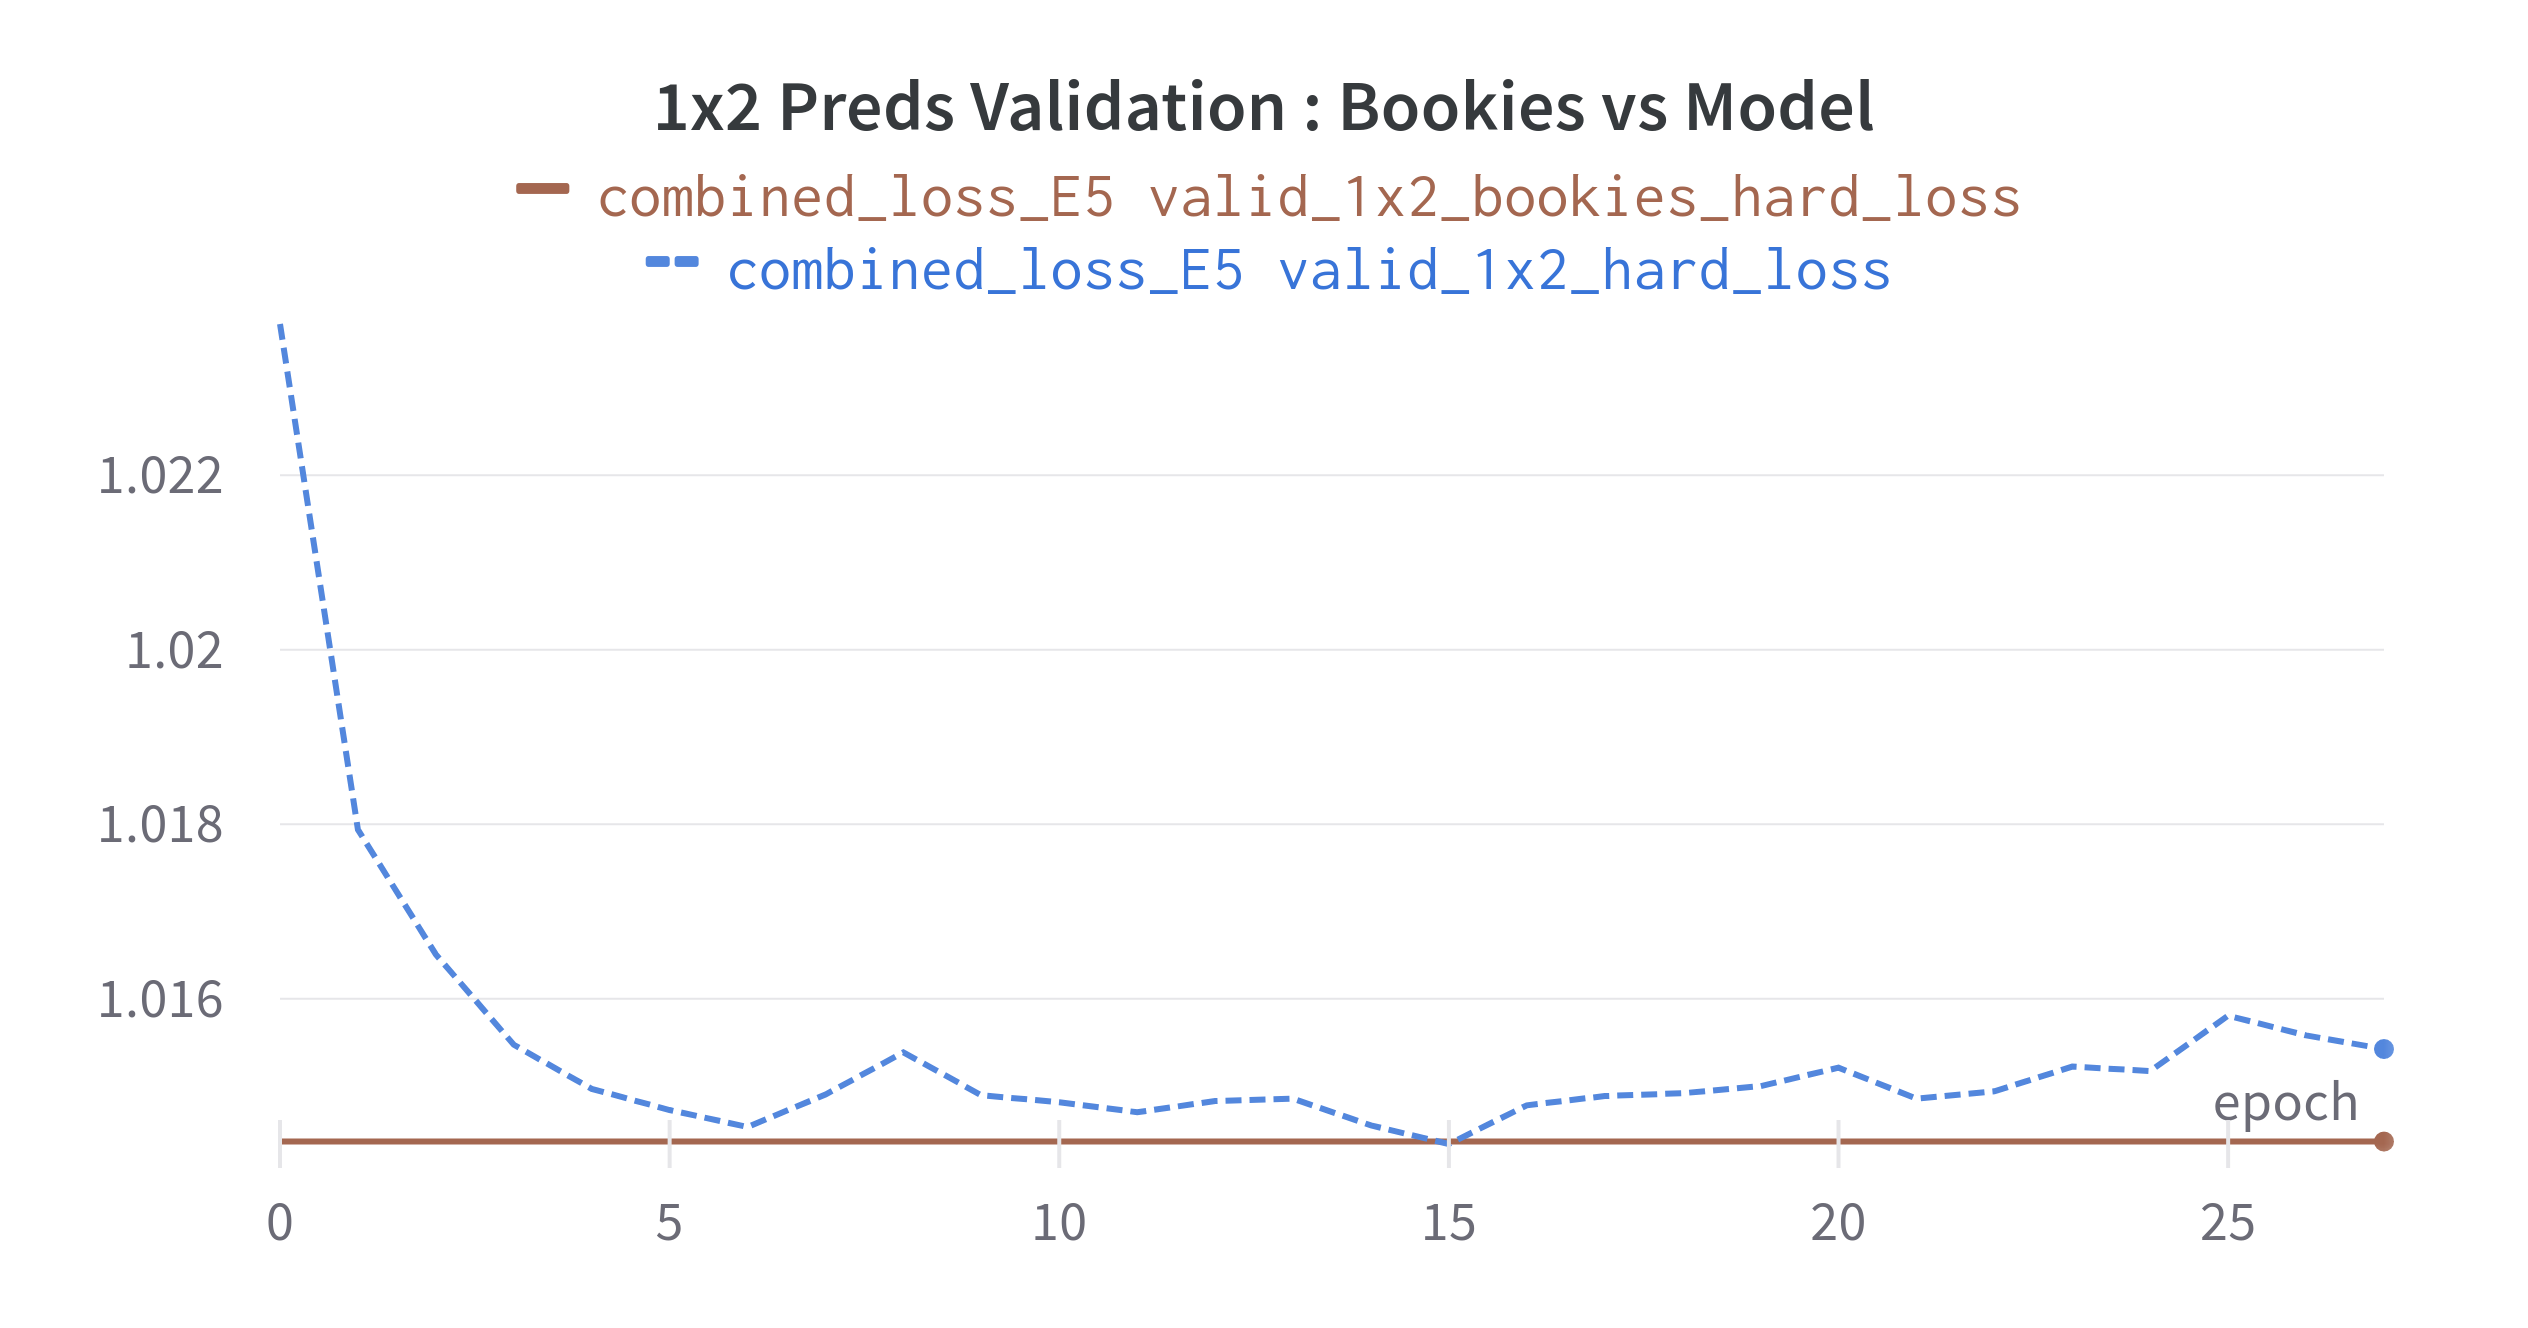 1x2 Preds Validation : Bookies vs Model
combined_loss_E5 valid_1x2_bookies_hard_loss
combined_loss_E5 valid_1x2_hard_loss
1.022
1.02
1.018
1.016
epoch
0 5 10 15 20 25